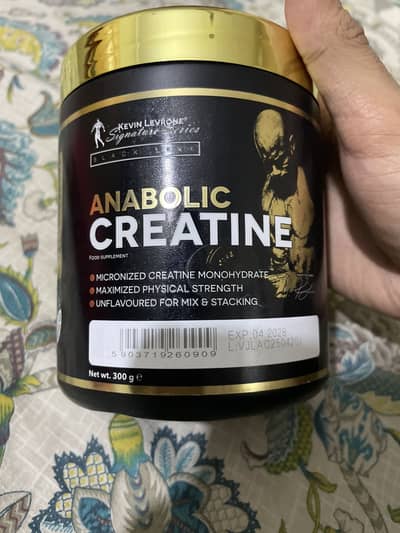 KEVIN LEVRONE®
Signature Series
BLACK LINE
ANABOLIC
CREATINE
FOOD SUPPLEMENT
MICRONIZED CREATINE MONOHYDRATE
MAXIMIZED PHYSICAL STRENGTH
UNFLAVOURED FOR MIX & STACKING
EXP 04.2028
5903719260909
Net wt. 300 g e